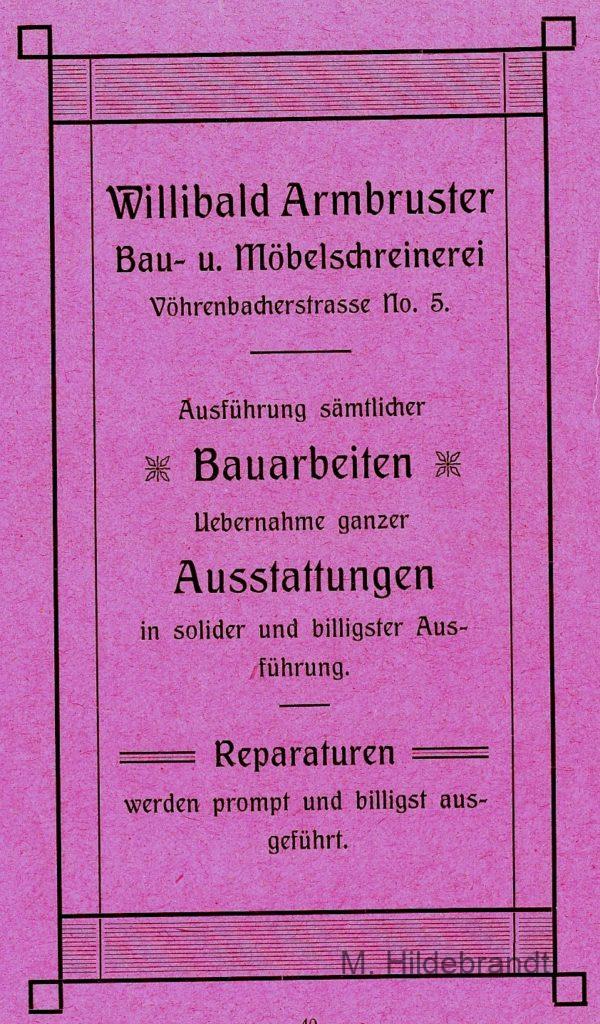 Willibald Armbruster
Bau- u. Möbelschreinerei
Vöhrenbacherstrasse No. 5.
Ausführung sämtlicher
Bauarbeiten
Uebernahme ganzer
Ausstattungen
in solider und billigster Aus-
führung.
Reparaturen
werden prompt und billigst aus-
geführt.
M. Hildebrandt